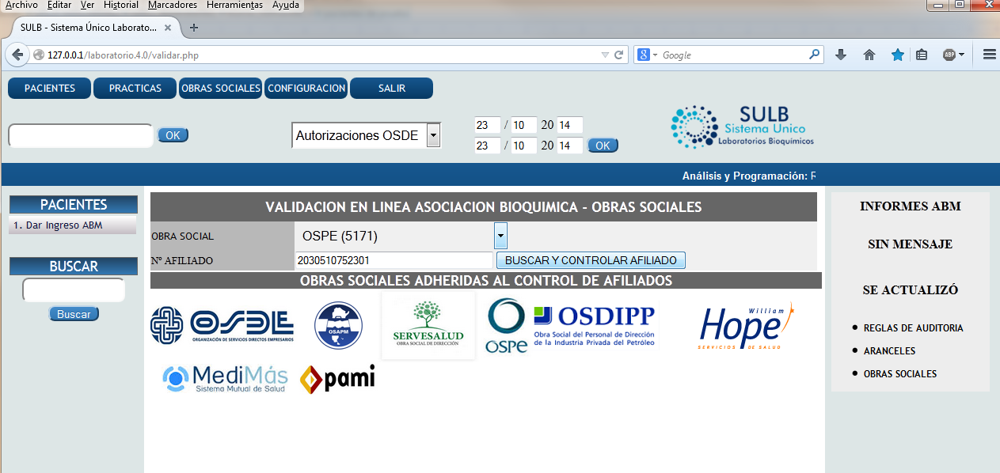 Archivo Editar Ver Historial Marcadores Herramientas Ayuda
SULB - Sistema Único Laborato...
127.0.0.1/laboratorio.4.0/validar.php
Google
ABP
PACIENTES PRACTICAS OBRAS SOCIALES CONFIGURACION SALIR
OK
Autorizaciones OSDE
23 / 10 20 14
23 / 10 20 14 OK
SULB
Sistema Unico
Laboratorios Bioquímicos
Análisis y Programación: R
PACIENTES
1. Dar Ingreso ABM
BUSCAR
Buscar
VALIDACION EN LINEA ASOCIACION BIOQUIMICA - OBRAS SOCIALES
OBRA SOCIAL OSPE (5171)
Nº AFILIADO 2030510752301 BUSCAR Y CONTROLAR AFILIADO
OBRAS SOCIALES ADHERIDAS AL CONTROL DE AFILIADOS
OSDE
ORGANIZACIÓN DE SERVICIOS DIRECTOS EMPRESARIOS
OSAPM
SERVESALUD
OBRA SOCIAL DE DIRECCIÓN
OSPE
OSDIPP
Obra Social del Personal de Dirección
de la Industria Privada del Petróleo
William
Hope
SERVICIOS DE SALUD
MediMás
Sistema Mutual de Salud
pami
INFORMES ABM
SIN MENSAJE
SE ACTUALIZÓ
REGLAS DE AUDITORIA
ARANCELES
OBRAS SOCIALES